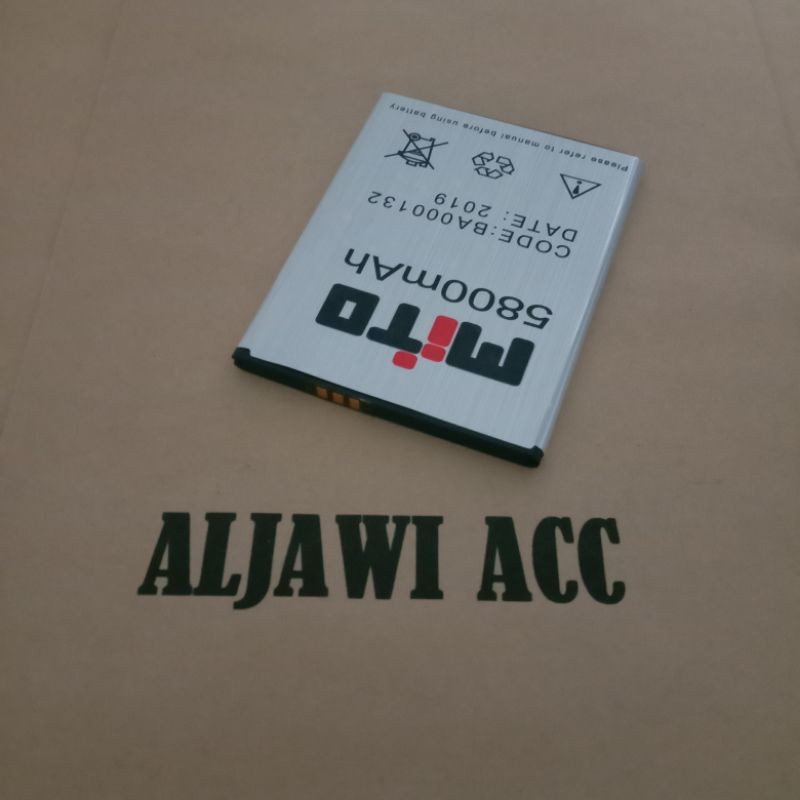 mito
5800mAh
CODE:BA000132
DATE: 2019
Please refer to manual before using battery
ALJAWI ACC